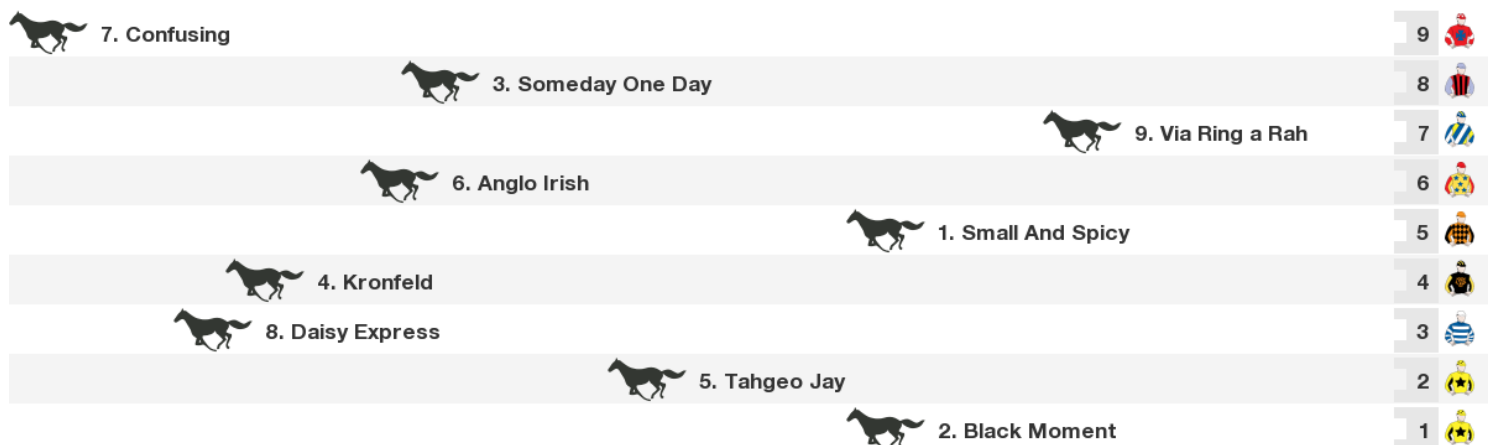 7. Confusing 9
3. Someday One Day 8
9. Via Ring a Rah 7
6. Anglo Irish 6
1. Small And Spicy 5
4. Kronfeld 4
8. Daisy Express 3
5. Tahgeo Jay 2
2. Black Moment 1